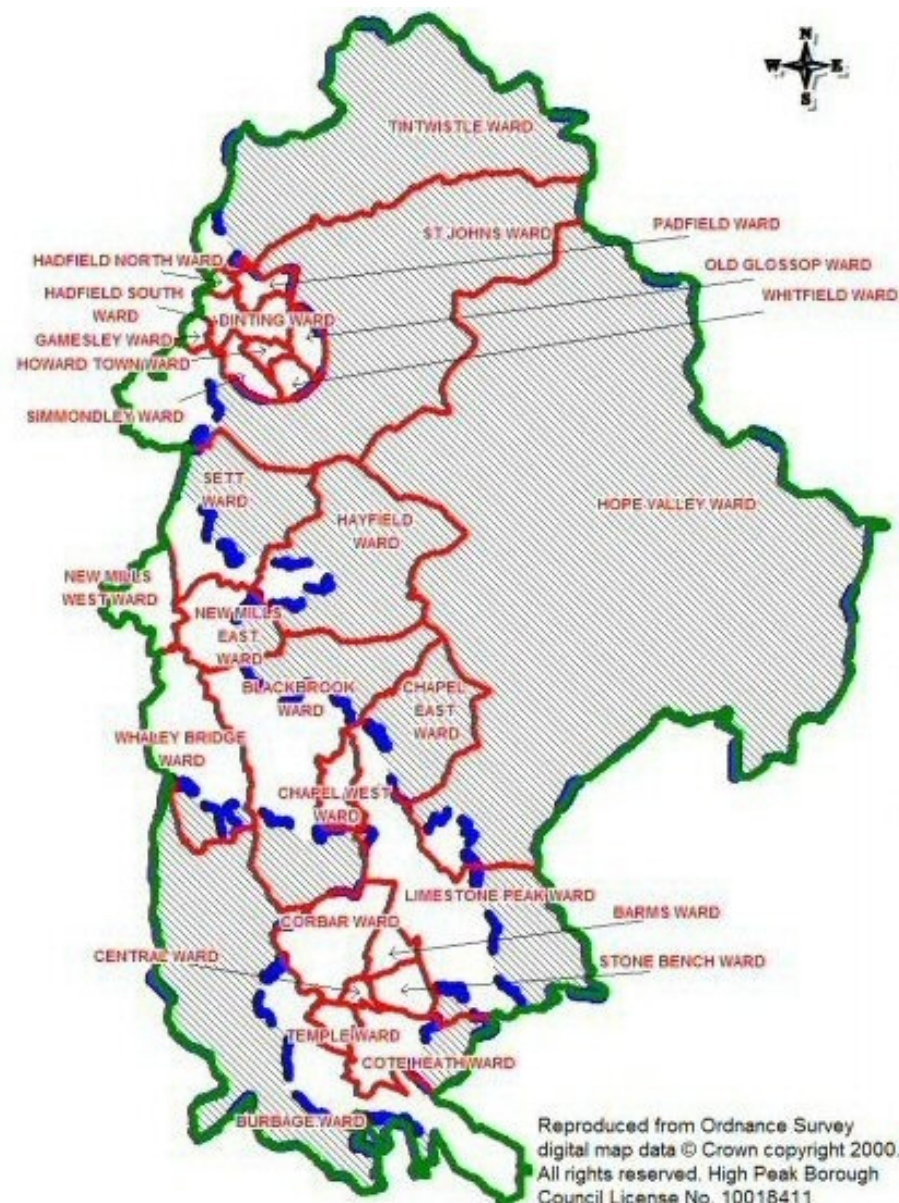 N
W E
S
TINTWISTLE WARD
ST JOHNS WARD
PADFIELD WARD
HADFIELD NORTH WARD
OLD GLOSSOP WARD
HADFIELD SOUTH
WARD
WHITFIELD WARD
DINTING WARD
GAMESLEY WARD
HOWARD TOWN WARD
SIMMONDLEY WARD
SETT
WARD
HOPE VALLEY WARD
HAYFIELD
WARD
NEW MILLS
WEST WARD
NEW MILLS
EAST
WARD
BLACKBROOK
WARD
CHAPEL
EAST
WARD
WHALEY BRIDGE
WARD
CHAPEL WEST
WARD
LIMESTONE PEAK WARD
CORBAR WARD
BARMS WARD
CENTRAL WARD
STONE BENCH WARD
TEMPLE WARD
COTE HEATH WARD
BURBAGE WARD
Reproduced from Ordnance Survey
digital map data © Crown copyright 2000.
All rights reserved. High Peak Borough
Council License No. 10018411